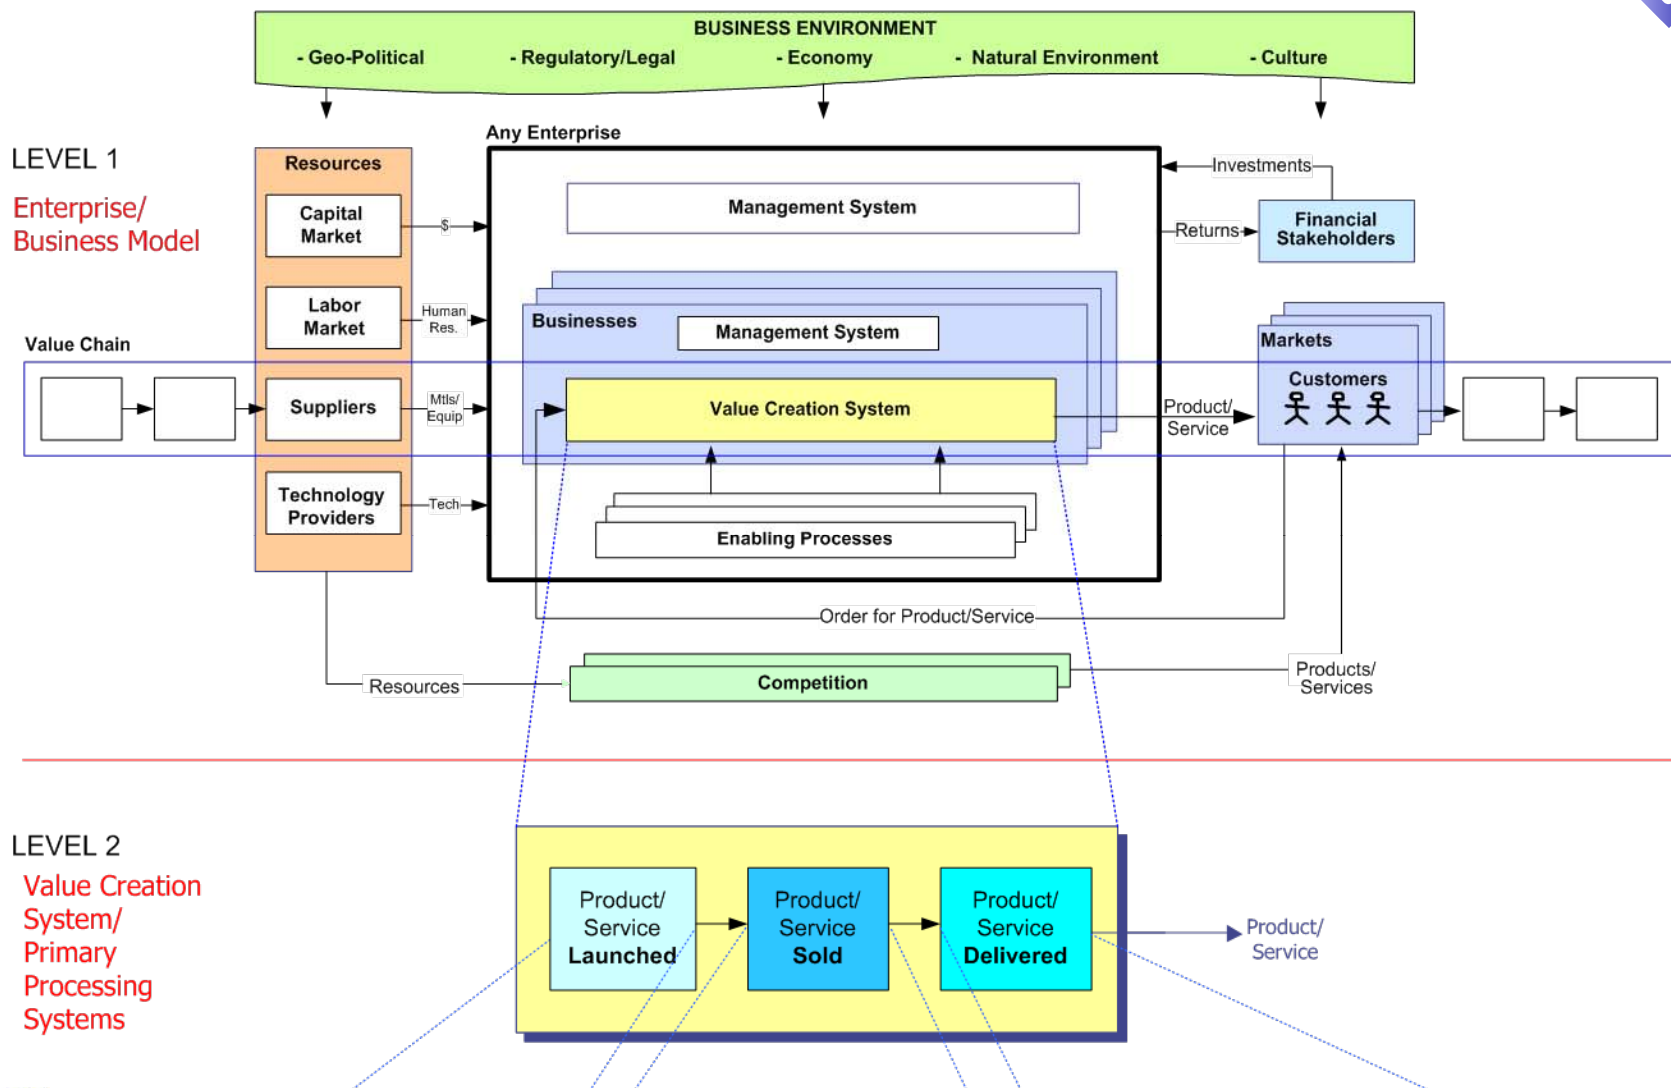 BUSINESS ENVIRONMENT
- Geo-Political - Regulatory/Legal - Economy - Natural Environment - Culture
Any Enterprise
LEVEL 1
Enterprise/
Business Model
Resources
Capital
Market
$
Labor
Market
Human
Res.
Suppliers
Mtls/
Equip
Technology
Providers
Tech
Value Chain
Management System
Businesses
Management System
Value Creation System
Enabling Processes
Investments
Returns
Financial
Stakeholders
Markets
Customers
Product/
Service
Order for Product/Service
Resources
Competition
Products/
Services
LEVEL 2
Value Creation
System/
Primary
Processing
Systems
Product/
Service
Launched
Product/
Service
Sold
Product/
Service
Delivered
Product/
Service